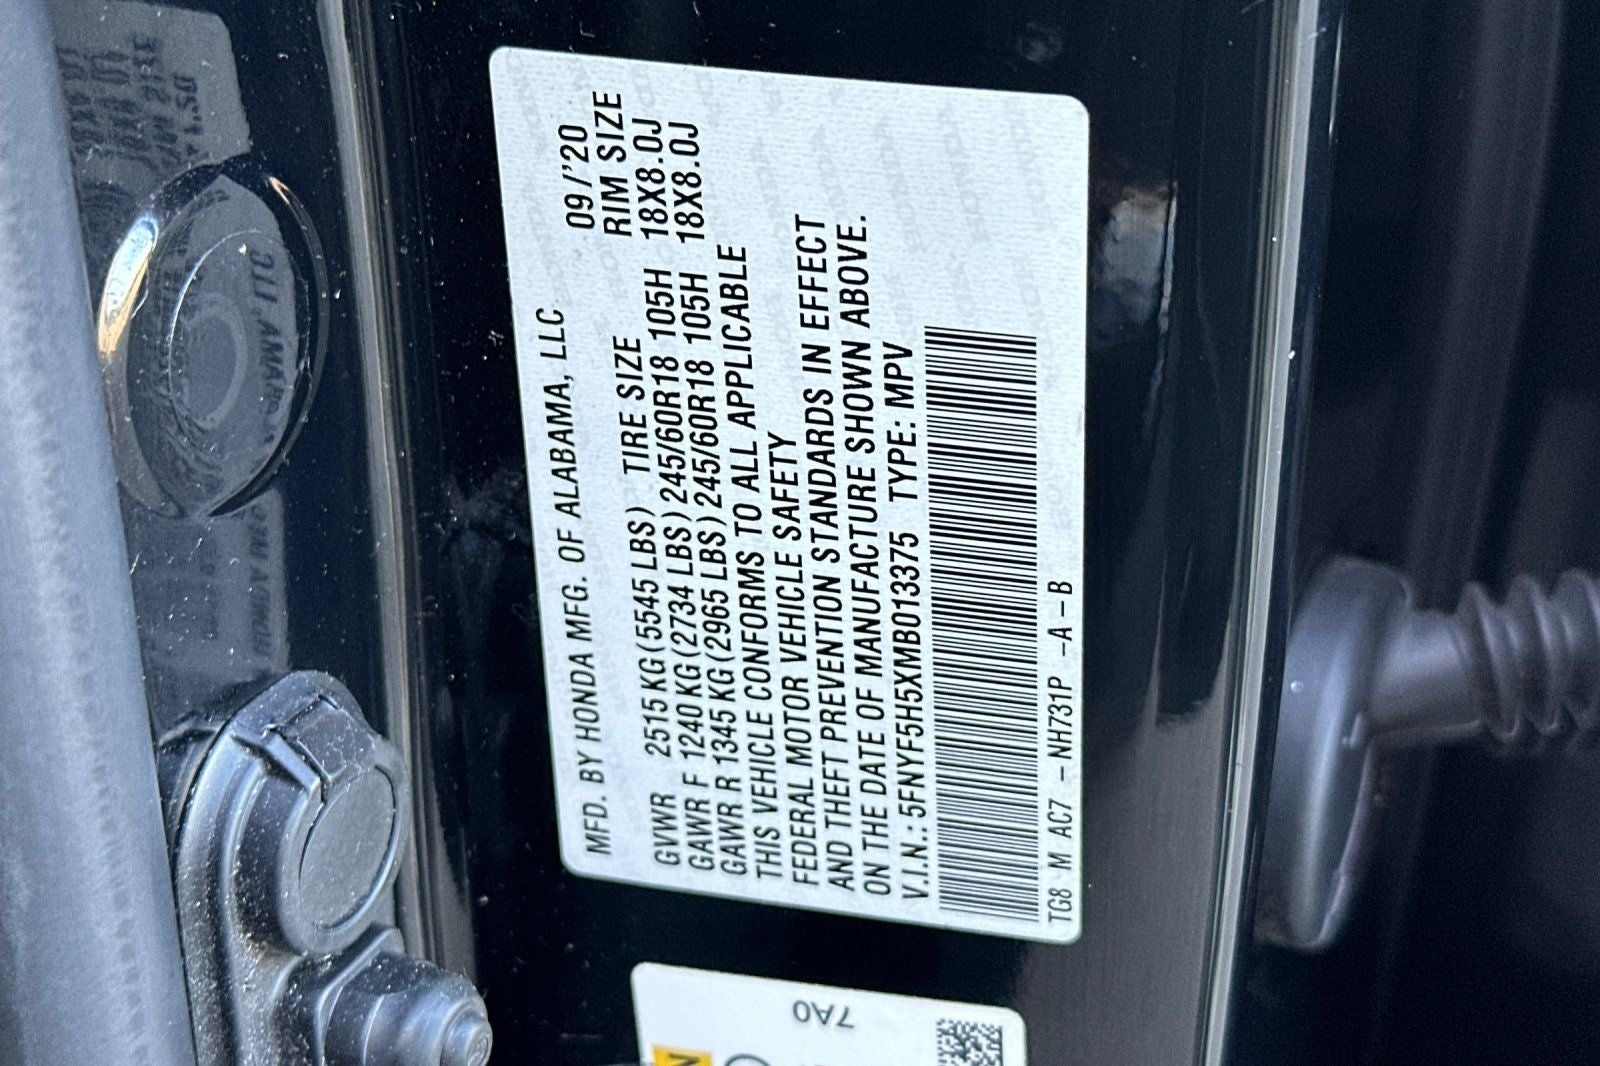 MFD. BY HONDA MFG. OF ALABAMA, LLC 09/'20
GVWR 2515 KG (5545 LBS) TIRE SIZE RIM SIZE
GAWR F 1240 KG (2734 LBS) 245/60R18 105H 18X8.0J
GAWR R 1345 KG (2965 LBS) 245/60R18 105H 18X8.0J
THIS VEHICLE CONFORMS TO ALL APPLICABLE
FEDERAL MOTOR VEHICLE SAFETY
AND THEFT PREVENTION STANDARDS IN EFFECT
ON THE DATE OF MANUFACTURE SHOWN ABOVE.
V.I.N.: 5FNYF5H5XMB013375 TYPE: MPV
TG8 - M AC7 - NH731P - A - B
7A0